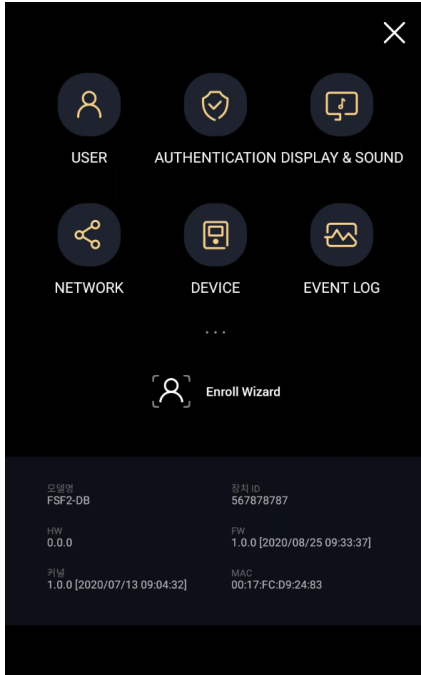 USER
AUTHENTICATION
DISPLAY & SOUND
NETWORK
DEVICE
EVENT LOG
...
Enroll Wizard
모델명
FSF2-DB
장치 ID
567878787
HW
0.0.0
FW
1.0.0 [2020/08/25 09:33:37]
커널
1.0.0 [2020/07/13 09:04:32]
MAC
00:17:FC:D9:24:83